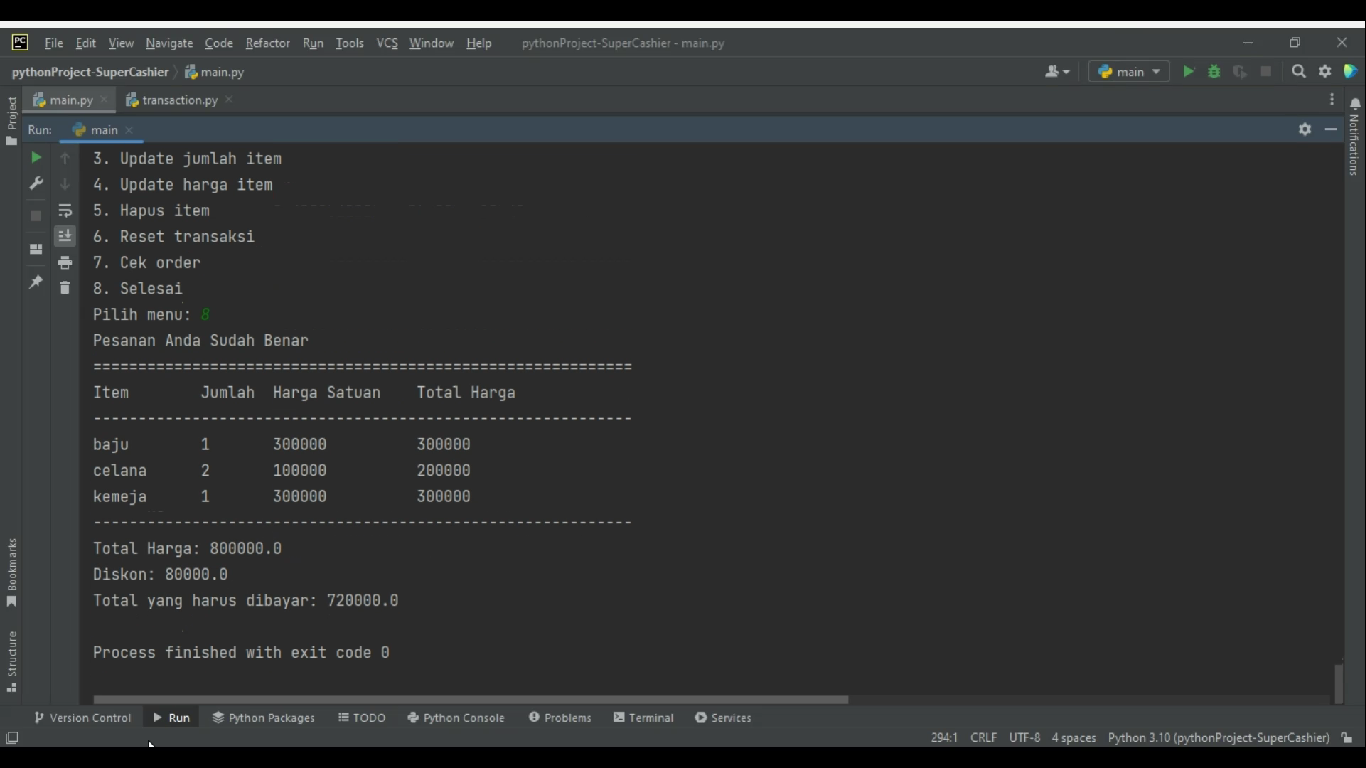 PC File Edit View Navigate Code Refactor Run Tools VCS Window Help pythonProject-SuperCashier - main.py
pythonProject-SuperCashier main.py main
Project
main.py transaction.py
Notifications
Run: main
3. Update jumlah item
4. Update harga item
5. Hapus item
6. Reset transaksi
7. Cek order
8. Selesai
Pilih menu: 8
Pesanan Anda Sudah Benar
============================================================
Item Jumlah Harga Satuan Total Harga
------------------------------------------------------------
baju 1 300000 300000
celana 2 100000 200000
kemeja 1 300000 300000
------------------------------------------------------------
Total Harga: 800000.0
Diskon: 80000.0
Total yang harus dibayar: 720000.0
Process finished with exit code 0
Bookmarks
Structure
Version Control Run Python Packages TODO Python Console Problems Terminal Services
294:1 CRLF UTF-8 4 spaces Python 3.10 (pythonProject-SuperCashier)